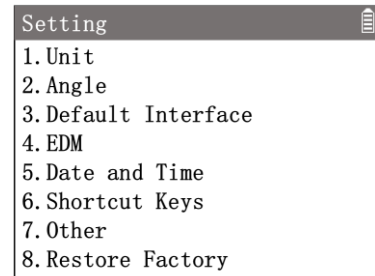 Setting
1.Unit
2.Angle
3.Default Interface
4.EDM
5.Date and Time
6.Shortcut Keys
7.Other
8.Restore Factory